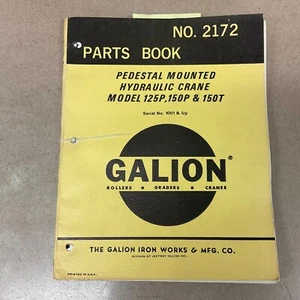 NO. 2172
PARTS BOOK
PEDESTAL MOUNTED
HYDRAULIC CRANE
MODEL 125P, 150P & 150T
Serial No. 1001 & Up
GALION®
ROLLERS • GRADERS • CRANES
THE GALION IRON WORKS & MFG. CO.
DIVISION OF JEFFREY GALION INC.
PRINTED IN U.S.A.